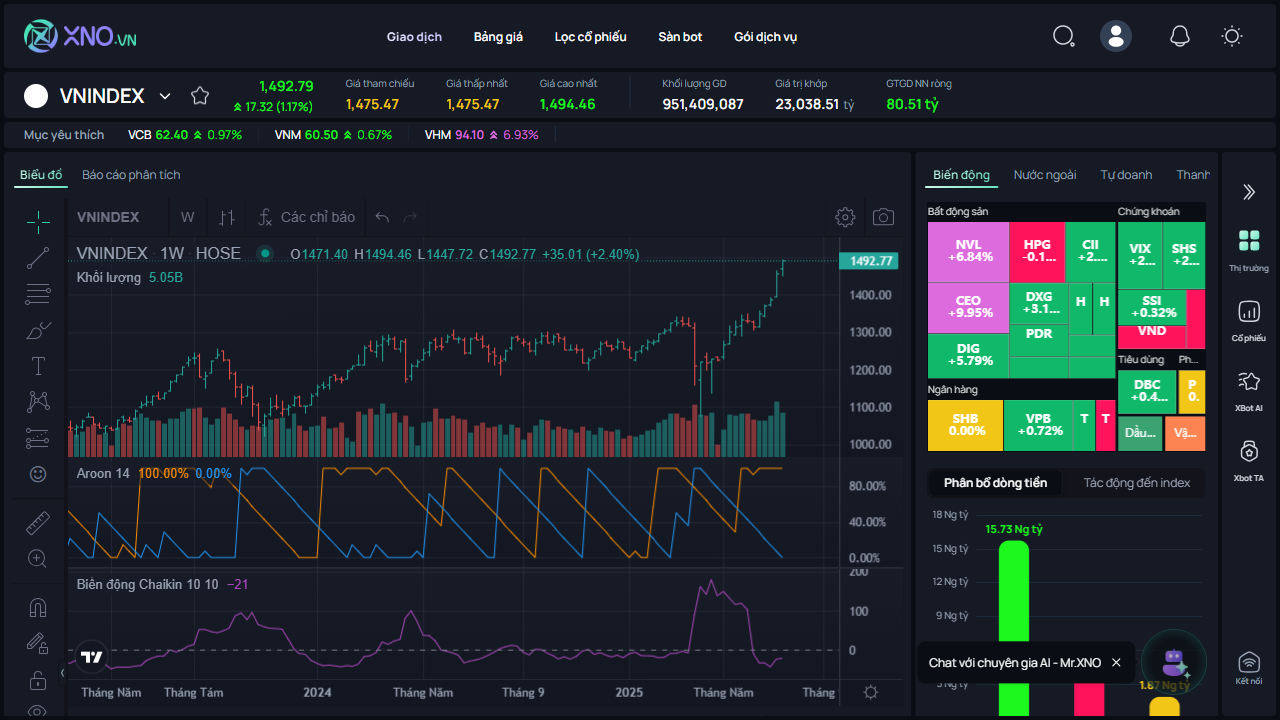 XNO.VN
Giao dịch
Bảng giá
Lọc cổ phiếu
Sàn bot
Gói dịch vụ
VNINDEX
1,492.79
17.32 (1.17%)
Giá tham chiếu
1,475.47
Giá thấp nhất
1,475.47
Giá cao nhất
1,494.46
Khối lượng GD
951,409,087
Giá trị khớp
23,038.51 tỷ
GTGD NN ròng
80.51 tỷ
Mục yêu thích
VCB 62.40 0.97%
VNM 60.50 0.67%
VHM 94.10 6.93%
Biểu đồ
Báo cáo phân tích
VNINDEX
W
Các chỉ báo
VNINDEX · 1W · HOSE
O1471.40 H1494.46 L1447.72 C1492.77 +35.01 (+2.40%)
Khối lượng 5.05B
1492.77
1400.00
1300.00
1200.00
1100.00
1000.00
Aroon 14 100.00% 0.00%
80.00%
40.00%
0.00%
Biên động Chaikin 10 10 −21
200
100
0
Tháng Năm
Tháng Tám
2024
Tháng Năm
Tháng 9
2025
Tháng Năm
Tháng
Biến động
Nước ngoài
Tự doanh
Thanh
Bất động sản
NVL
+6.84%
HPG
-0.1...
CII
+2....
CEO
+9.95%
DXG
+3.1...
H
H
PDR
DIG
+5.79%
Chứng khoán
VIX
+2...
SHS
+2...
SSI
+0.32%
VND
Tiêu dùng
DBC
+0.4...
Ph...
P
0.
Dầu...
Vậ...
Ngân hàng
SHB
0.00%
VPB
+0.72%
T
T
Phân bổ dòng tiền
Tác động đến index
18 Ng tỷ
15 Ng tỷ
12 Ng tỷ
9 Ng tỷ
3 Ng tỷ
15.73 Ng tỷ
1.87 Ng tỷ
Chat với chuyên gia AI - Mr.XNO
Thị trường
Cổ phiếu
XBot AI
Xbot TA
Kết nối